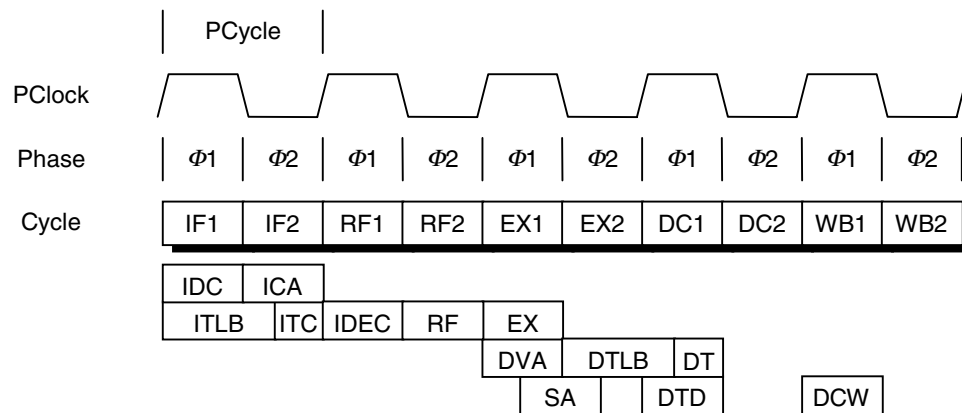 PCycle
PClock
Phase Φ1 Φ2 Φ1 Φ2 Φ1 Φ2 Φ1 Φ2 Φ1 Φ2
Cycle IF1 IF2 RF1 RF2 EX1 EX2 DC1 DC2 WB1 WB2
IDC ICA
ITLB ITC IDEC RF EX
DVA DTLB DT
SA DTD DCW